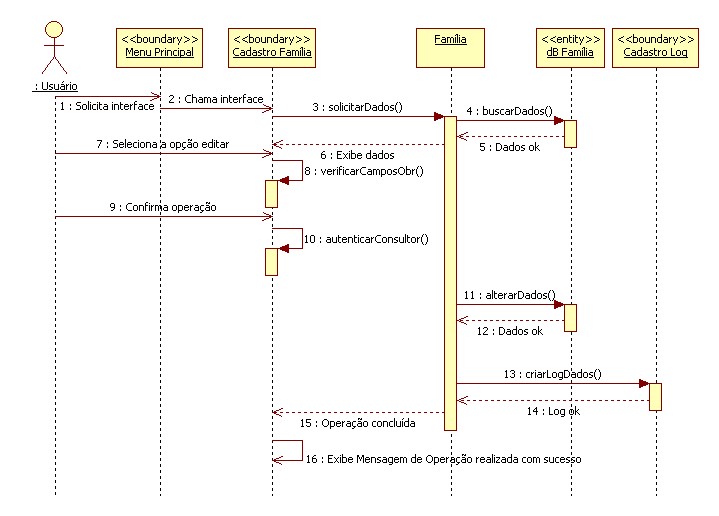 <<boundary>>
Menu Principal
<<boundary>>
Cadastro Família
Família
<<entity>>
dB Família
<<boundary>>
Cadastro Log
: Usuário
1 : Solicita interface
2 : Chama interface
3 : solicitarDados()
4 : buscarDados()
5 : Dados ok
6 : Exibe dados
7 : Seleciona a opção editar
8 : verificarCamposObr()
9 : Confirma operação
10 : autenticarConsultor()
11 : alterarDados()
12 : Dados ok
13 : criarLogDados()
14 : Log ok
15 : Operação concluída
16 : Exibe Mensagem de Operação realizada com sucesso